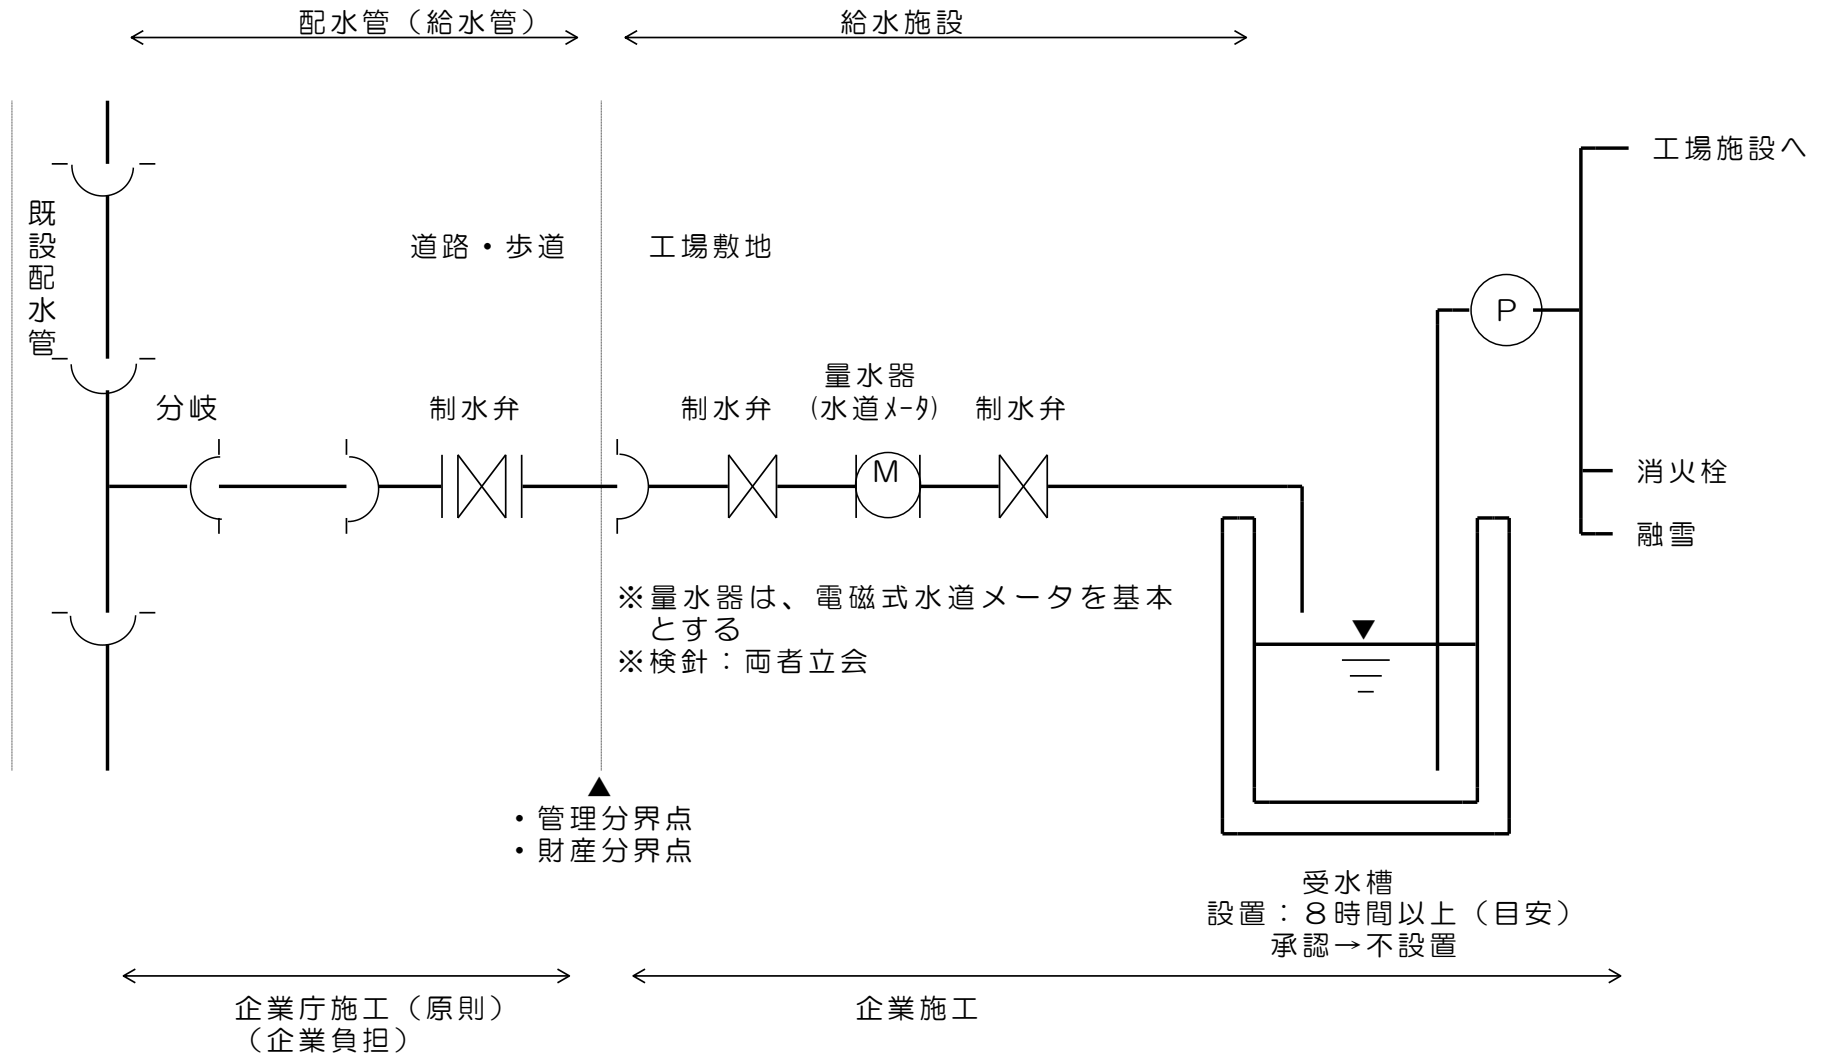 配水管（給水管）
給水施設
工場施設へ
既設配水管
道路・歩道
工場敷地
P
量水器
分岐
制水弁
制水弁
(水道ﾒｰﾀ)
制水弁
M
消火栓
融雪
※量水器は、電磁式水道メータを基本
とする
※検針：両者立会
・管理分界点
・財産分界点
受水槽
設置：８時間以上（目安）
承認→不設置
企業庁施工（原則）
（企業負担）
企業施工